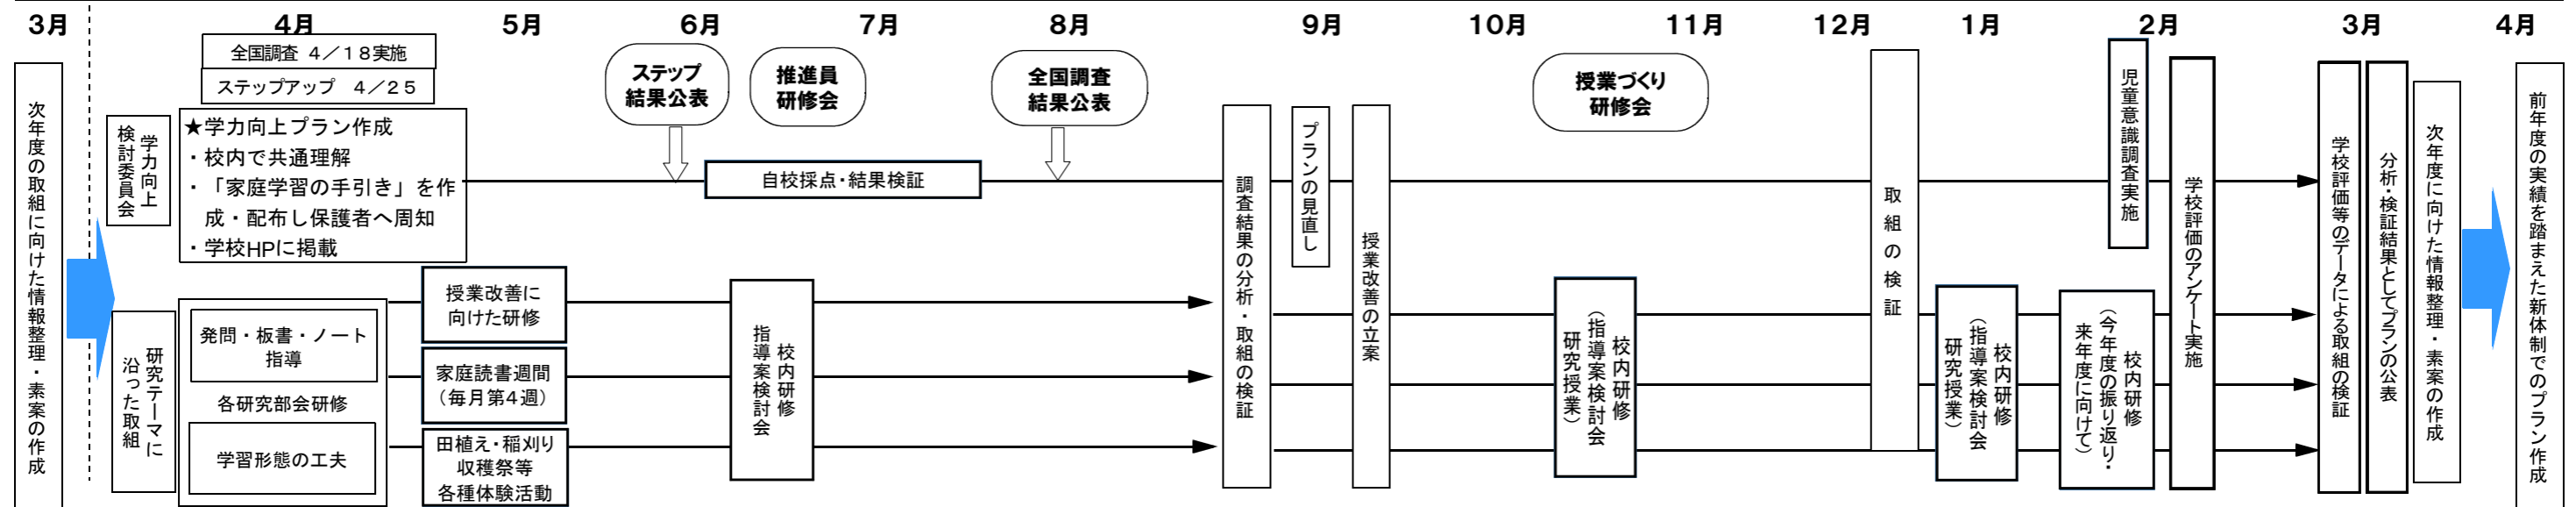 3月
4月
5月
6月
7月
8月
9月
10月
11月
12月
1月
2月
3月
4月
次年度の取組に向けた情報整理・素案の作成
全国調査 4／18実施
ステップアップ 4／25
学力向上
検討委員会
★学力向上プラン作成
・校内で共通理解
・「家庭学習の手引き」を作
成・配布し保護者へ周知
・学校HPに掲載
研究テーマに
沿った取組
発問・板書・ノート
指導
各研究部会研修
学習形態の工夫
授業改善に
向けた研修
家庭読書週間
（毎月第4週）
田植え・稲刈り
収穫祭等
各種体験活動
ステップ
結果公表
推進員
研修会
自校採点・結果検証
校内研修
指導案検討会
全国調査
結果公表
調査結果の分析・取組の検証
プランの見直し
授業改善の立案
授業づくり
研修会
校内研修
（指導案検討会
研究授業）
取組の検証
校内研修
（指導案検討会
研究授業）
児童意識調査実施
校内研修
（今年度の振り返り・
来年度に向けて）
学校評価のアンケート実施
学校評価等のデータによる取組の検証
分析・検証結果としてプランの公表
次年度に向けた情報整理・素案の作成
前年度の実績を踏まえた新体制でのプラン作成